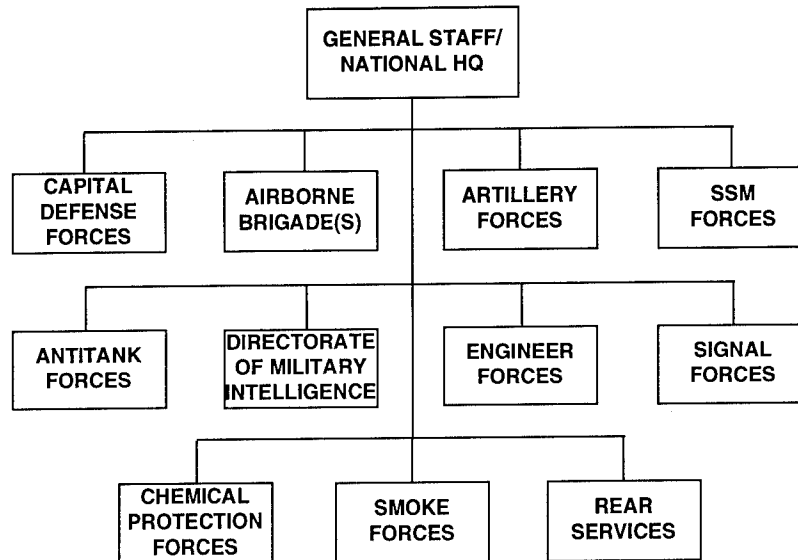 GENERAL STAFF/
NATIONAL HQ
CAPITAL
DEFENSE
FORCES
AIRBORNE
BRIGADE(S)
ARTILLERY
FORCES
SSM
FORCES
ANTITANK
FORCES
DIRECTORATE
OF MILITARY
INTELLIGENCE
ENGINEER
FORCES
SIGNAL
FORCES
CHEMICAL
PROTECTION
FORCES
SMOKE
FORCES
REAR
SERVICES